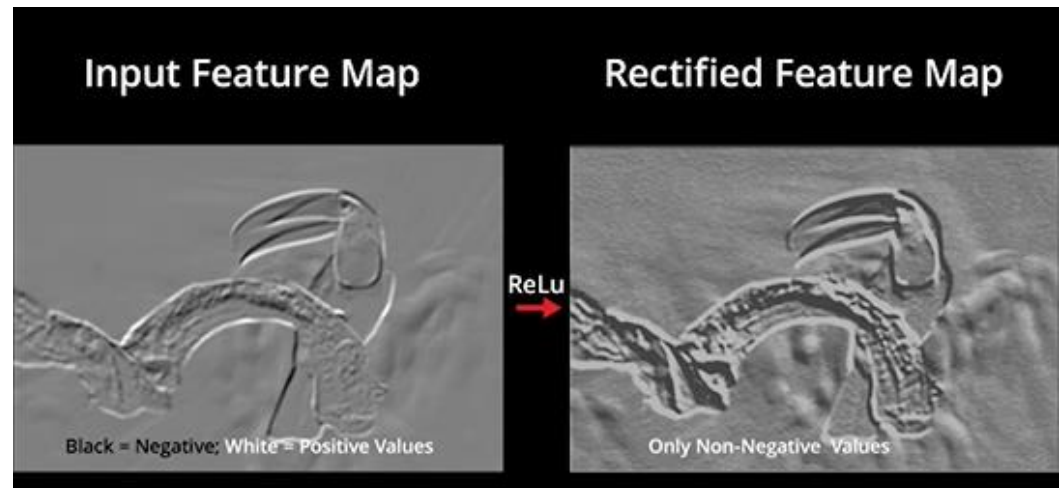 Input Feature Map
Rectified Feature Map
ReLu
Black = Negative; White = Positive Values
Only Non-Negative Values